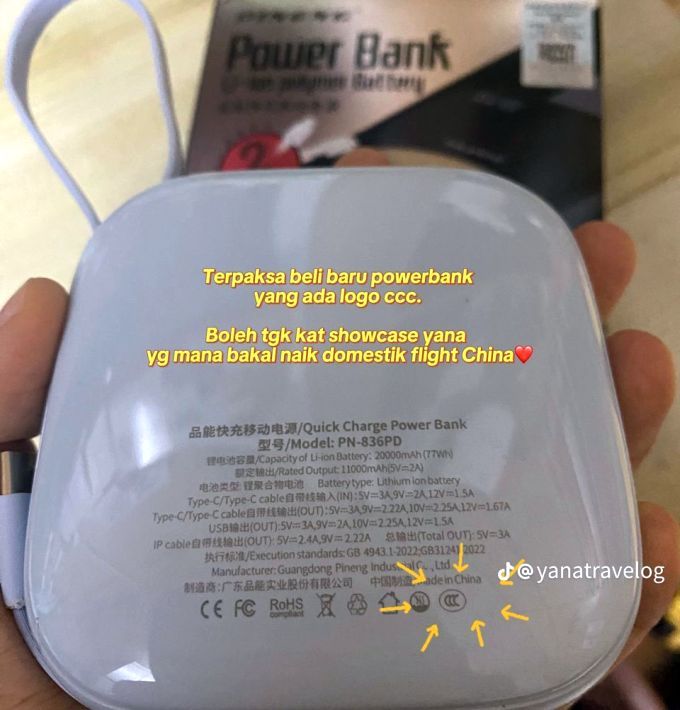 PINENG
Power Bank
Li-ion polymer Battery
Terpaksa beli baru powerbank
yang ada logo ccc.
Boleh tgk kat showcase yana
yg mana bakal naik domestik flight China❤️
品能快充移动电源/Quick Charge Power Bank
型号/Model: PN-836PD
锂电池容量/Capacity of Li-ion Battery: 20000mAh (77Wh)
额定输出/Rated Output: 11000mAh(5V=2A)
电池类型: 锂聚合物电池 Battery type: Lithium ion battery
Type-C/Type-C cable自带线输入(IN):5V=3A,9V=2A,12V=1.5A
Type-C/Type-C cable自带线输出(OUT):5V=3A,9V=2.22A,10V=2.25A,12V=1.67A
USB输出(OUT): 5V=3A,9V=2A,10V=2.25A,12V=1.5A
IP cable自带线输出(OUT): 5V=2.4A,9V=2.22A 总输出/(Total OUT): 5V=3A
执行标准/Execution standards: GB 4943.1-2022;GB31241-2022
Manufacturer: Guangdong Pineng Industrial Co., Ltd
制造商:广东品能实业股份有限公司 中国制造/Made in China
@yanatravelog
CE FC RoHS compliant CCC